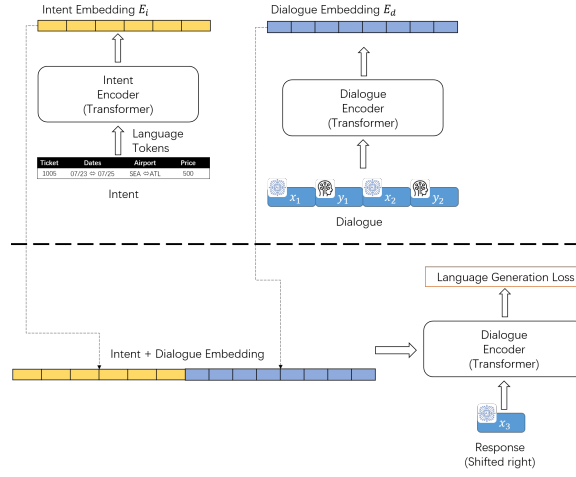 Intent Embedding E_i
Dialogue Embedding E_d
Intent
Encoder
(Transformer)
Dialogue
Encoder
(Transformer)
Language
Tokens
Ticket Dates Airport Price
1005 07/23 ⇔ 07/25 SEA ⇔ATL 500
Intent
x_1 y_1 x_2 y_2
Dialogue
Language Generation Loss
Intent + Dialogue Embedding
Dialogue
Encoder
(Transformer)
x_3
Response
(Shifted right)